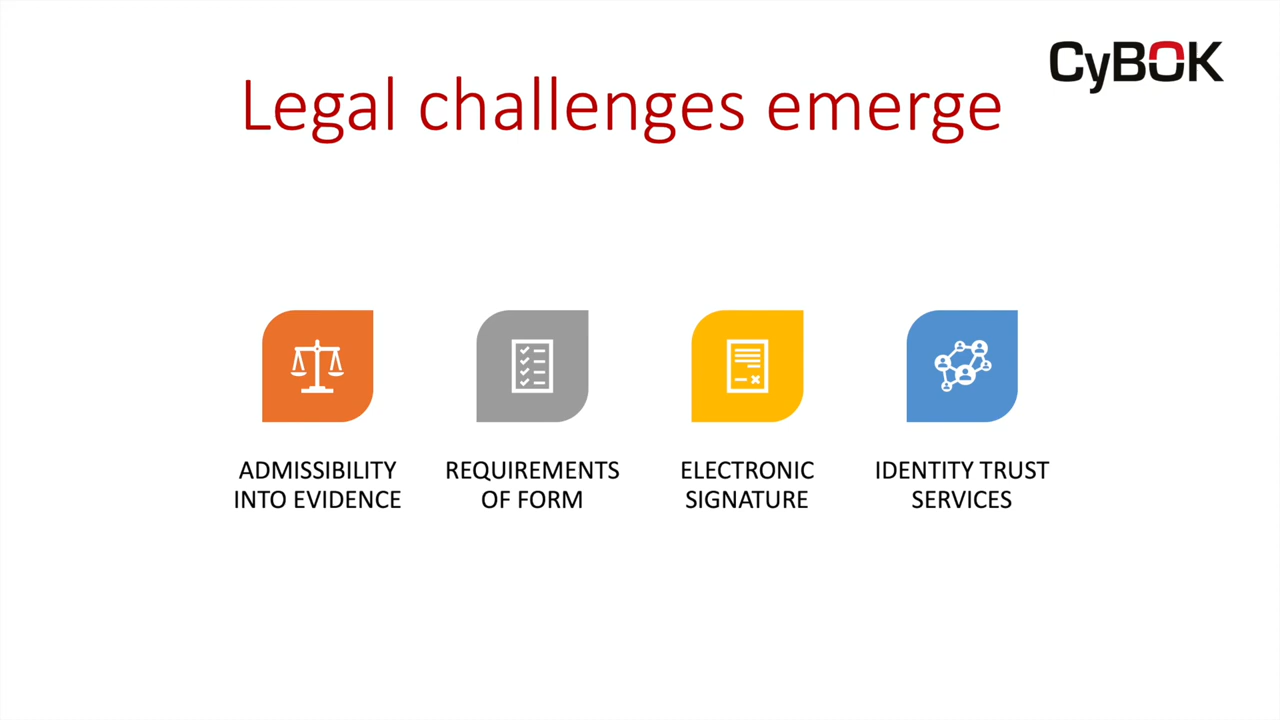 CyBOK
Legal challenges emerge
ADMISSIBILITY
INTO EVIDENCE
REQUIREMENTS
OF FORM
ELECTRONIC
SIGNATURE
IDENTITY TRUST
SERVICES